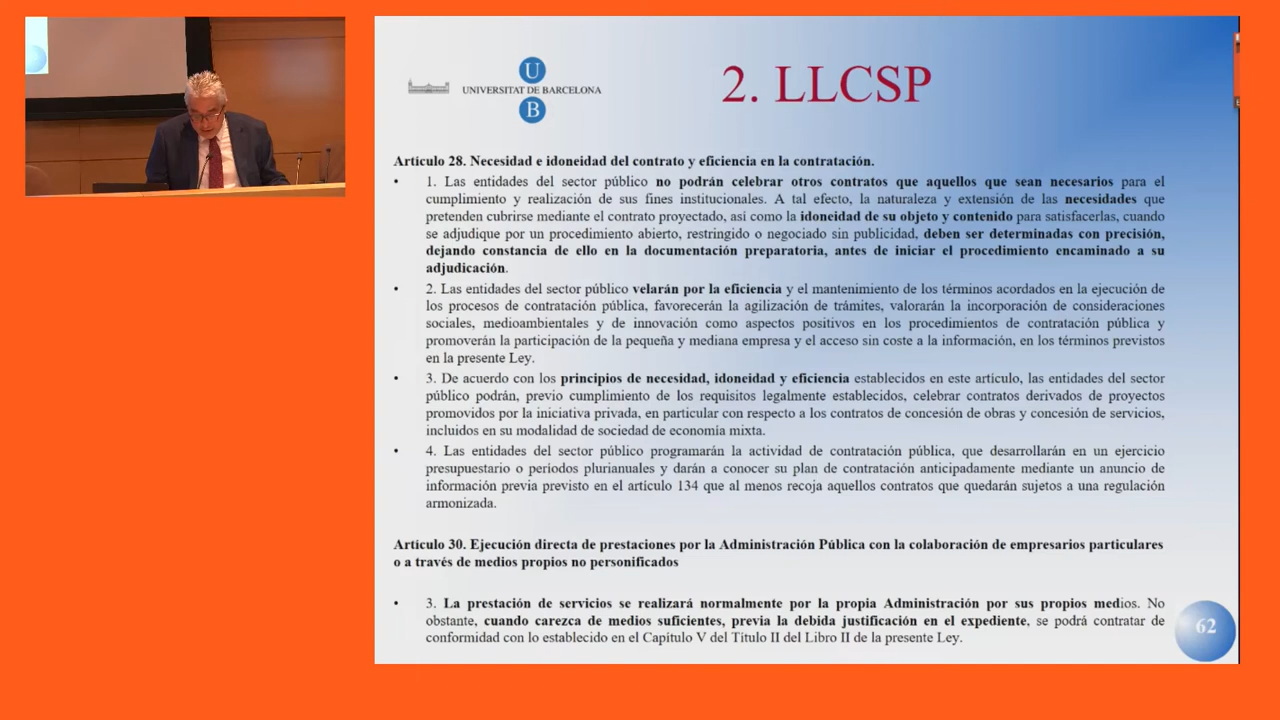 U
UNIVERSITAT DE BARCELONA
B
2. LLCSP
Artículo 28. Necesidad e idoneidad del contrato y eficiencia en la contratación.
• 1. Las entidades del sector público no podrán celebrar otros contratos que aquellos que sean necesarios para el
cumplimiento y realización de sus fines institucionales. A tal efecto, la naturaleza y extensión de las necesidades que
pretenden cubrirse mediante el contrato proyectado, así como la idoneidad de su objeto y contenido para satisfacerlas, cuando
se adjudique por un procedimiento abierto, restringido o negociado sin publicidad, deben ser determinadas con precisión,
dejando constancia de ello en la documentación preparatoria, antes de iniciar el procedimiento encaminado a su
adjudicación.
• 2. Las entidades del sector público velarán por la eficiencia y el mantenimiento de los términos acordados en la ejecución de
los procesos de contratación pública, favorecerán la agilización de trámites, valorarán la incorporación de consideraciones
sociales, medioambientales y de innovación como aspectos positivos en los procedimientos de contratación pública y
promoverán la participación de la pequeña y mediana empresa y el acceso sin coste a la información, en los términos previstos
en la presente Ley.
• 3. De acuerdo con los principios de necesidad, idoneidad y eficiencia establecidos en este artículo, las entidades del sector
público podrán, previo cumplimiento de los requisitos legalmente establecidos, celebrar contratos derivados de proyectos
promovidos por la iniciativa privada, en particular con respecto a los contratos de concesión de obras y concesión de servicios,
incluidos en su modalidad de sociedad de economía mixta.
• 4. Las entidades del sector público programarán la actividad de contratación pública, que desarrollarán en un ejercicio
presupuestario o períodos plurianuales y darán a conocer su plan de contratación anticipadamente mediante un anuncio de
información previa previsto en el artículo 134 que al menos recoja aquellos contratos que quedarán sujetos a una regulación
armonizada.
Artículo 30. Ejecución directa de prestaciones por la Administración Pública con la colaboración de empresarios particulares
o a través de medios propios no personificados
• 3. La prestación de servicios se realizará normalmente por la propia Administración por sus propios medios. No
obstante, cuando carezca de medios suficientes, previa la debida justificación en el expediente, se podrá contratar de
conformidad con lo establecido en el Capítulo V del Título II del Libro II de la presente Ley.
62